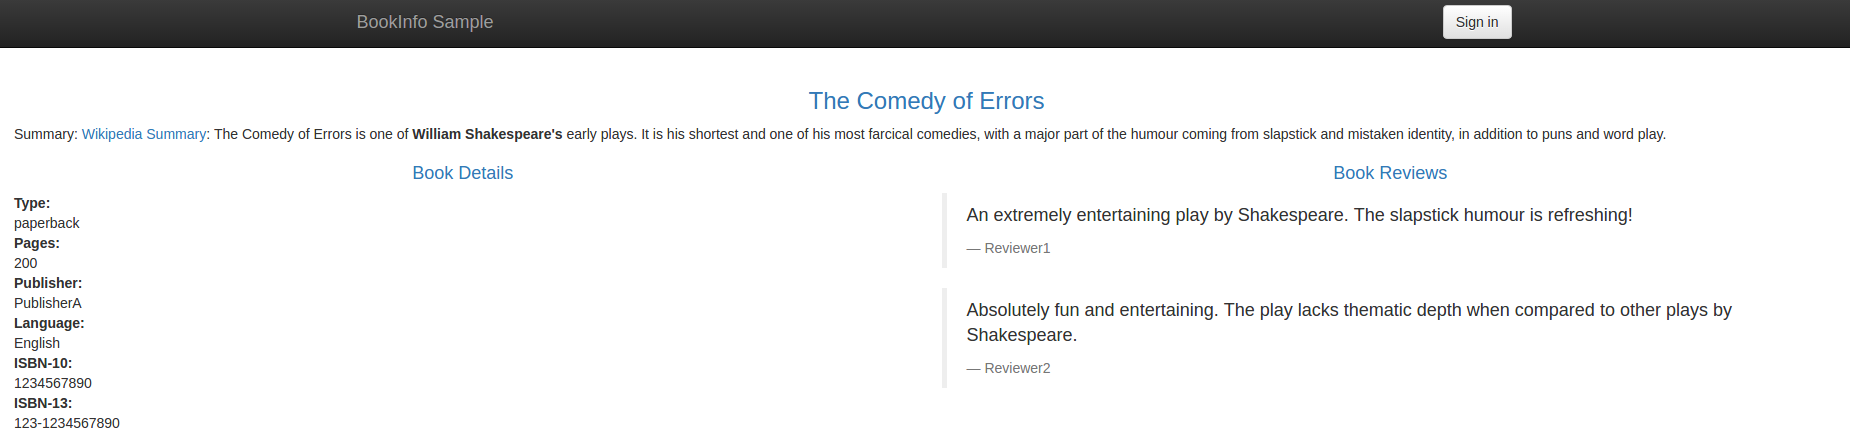 BookInfo Sample
Sign in
The Comedy of Errors
Summary: Wikipedia Summary: The Comedy of Errors is one of William Shakespeare's early plays. It is his shortest and one of his most farcical comedies, with a major part of the humour coming from slapstick and mistaken identity, in addition to puns and word play.
Book Details
Type:
paperback
Pages:
200
Publisher:
PublisherA
Language:
English
ISBN-10:
1234567890
ISBN-13:
123-1234567890
Book Reviews
An extremely entertaining play by Shakespeare. The slapstick humour is refreshing!
— Reviewer1
Absolutely fun and entertaining. The play lacks thematic depth when compared to other plays by
Shakespeare.
— Reviewer2